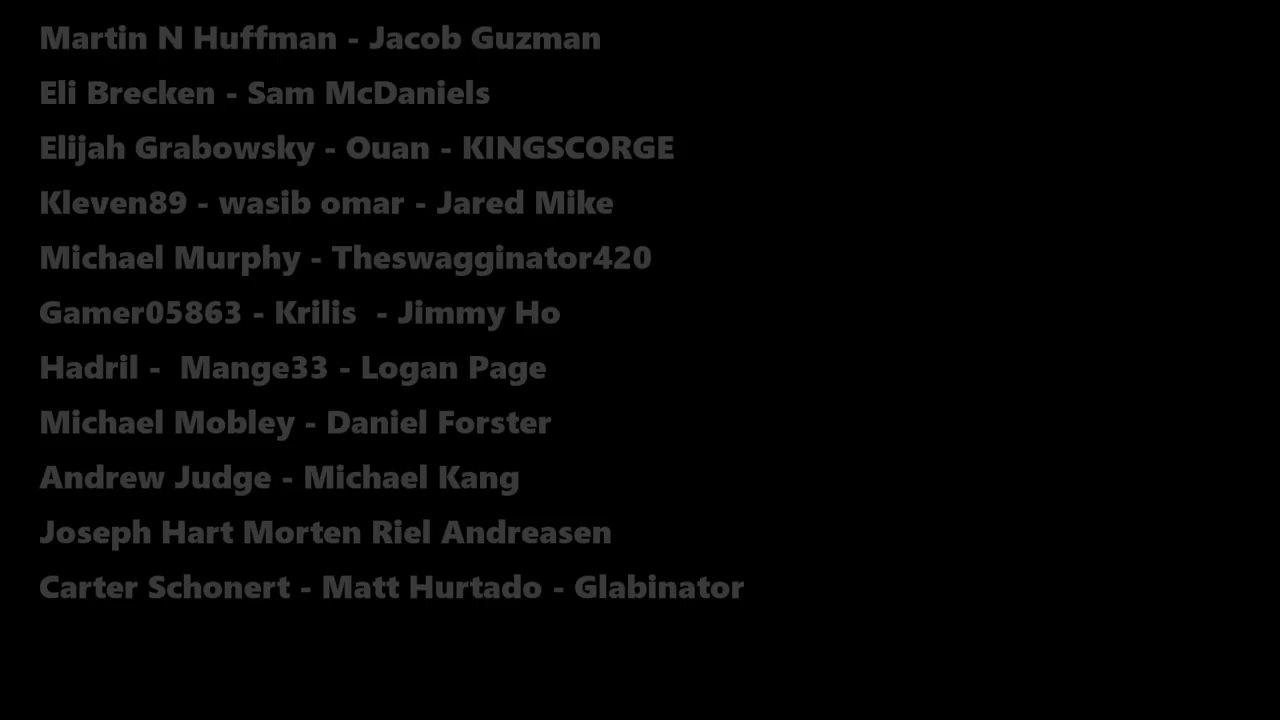 Martin N Huffman - Jacob Guzman
Eli Brecken - Sam McDaniels
Elijah Grabowsky - Ouan - KINGSCORGE
Kleven89 - wasib omar - Jared Mike
Michael Murphy - Theswagginator420
Gamer05863 - Krilis  - Jimmy Ho
Hadril -  Mange33 - Logan Page
Michael Mobley - Daniel Forster
Andrew Judge - Michael Kang
Joseph Hart Morten Riel Andreasen
Carter Schonert - Matt Hurtado - Glabinator